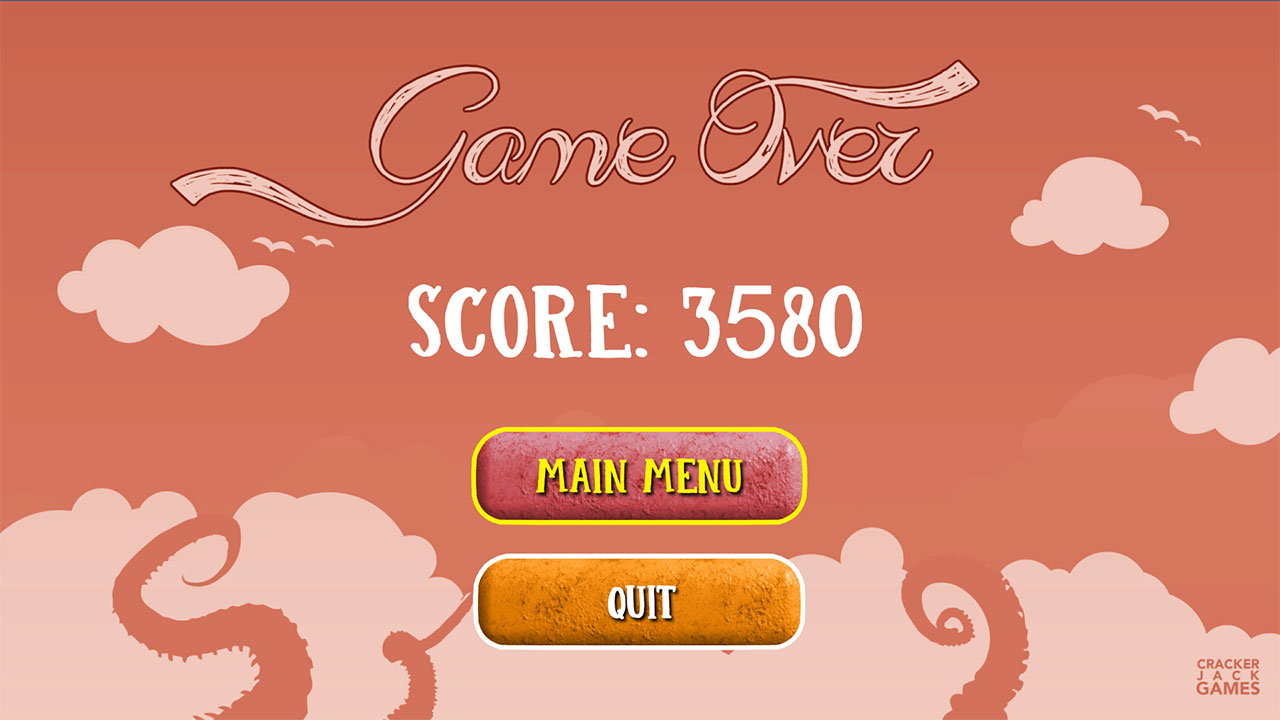 Game Over
SCORE: 3580
MAIN MENU
QUIT
CRACKER
JACK
GAMES